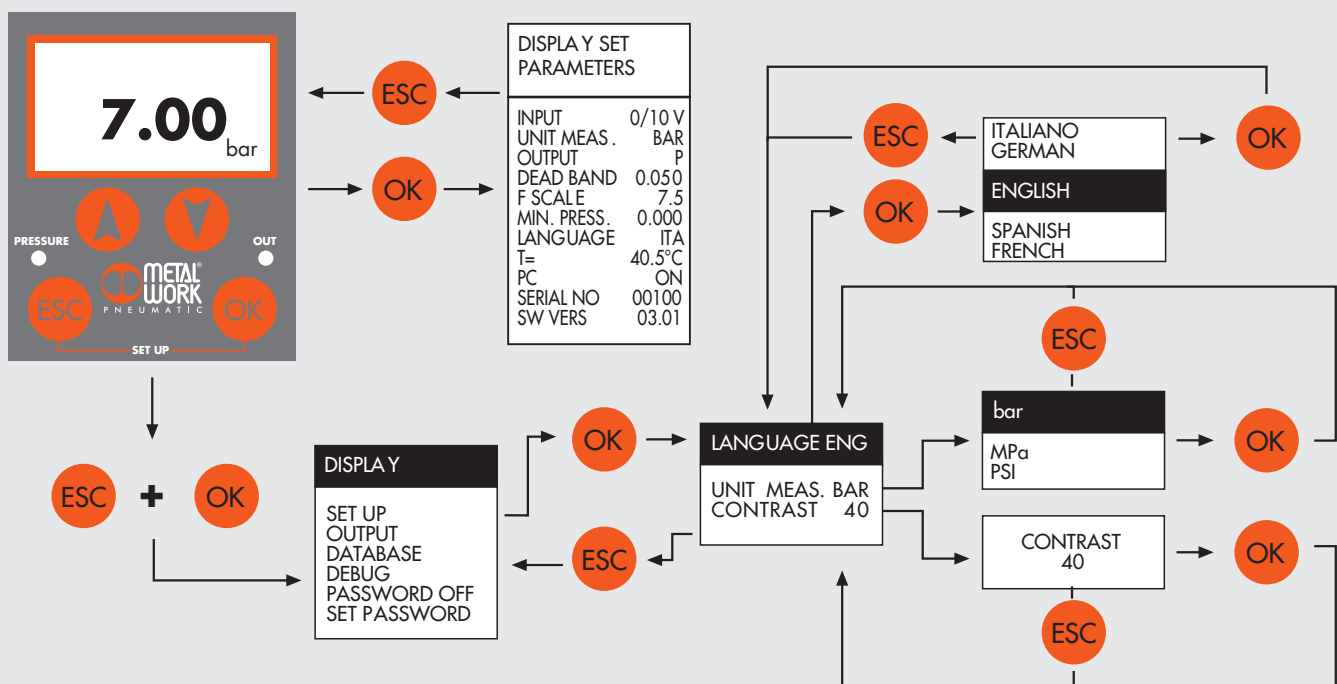 7.00
bar
PRESSURE
OUT
METAL®
WORK
PNEUMATIC
ESC
OK
SET UP
ESC
OK
DISPLAY SET
PARAMETERS
INPUT 0/10 V
UNIT MEAS. BAR
OUTPUT P
DEAD BAND 0.050
F SCALE 7.5
MIN. PRESS. 0.000
LANGUAGE ITA
T= 40.5°C
PC ON
SERIAL NO 00100
SW VERS 03.01
ESC
OK
ITALIANO
GERMAN
ENGLISH
SPANISH
FRENCH
OK
ESC + OK
DISPLAY
SET UP
OUTPUT
DATABASE
DEBUG
PASSWORD OFF
SET PASSWORD
OK
ESC
LANGUAGE ENG
UNIT MEAS. BAR
CONTRAST 40
ESC
bar
MPa
PSI
OK
CONTRAST
40
OK
ESC